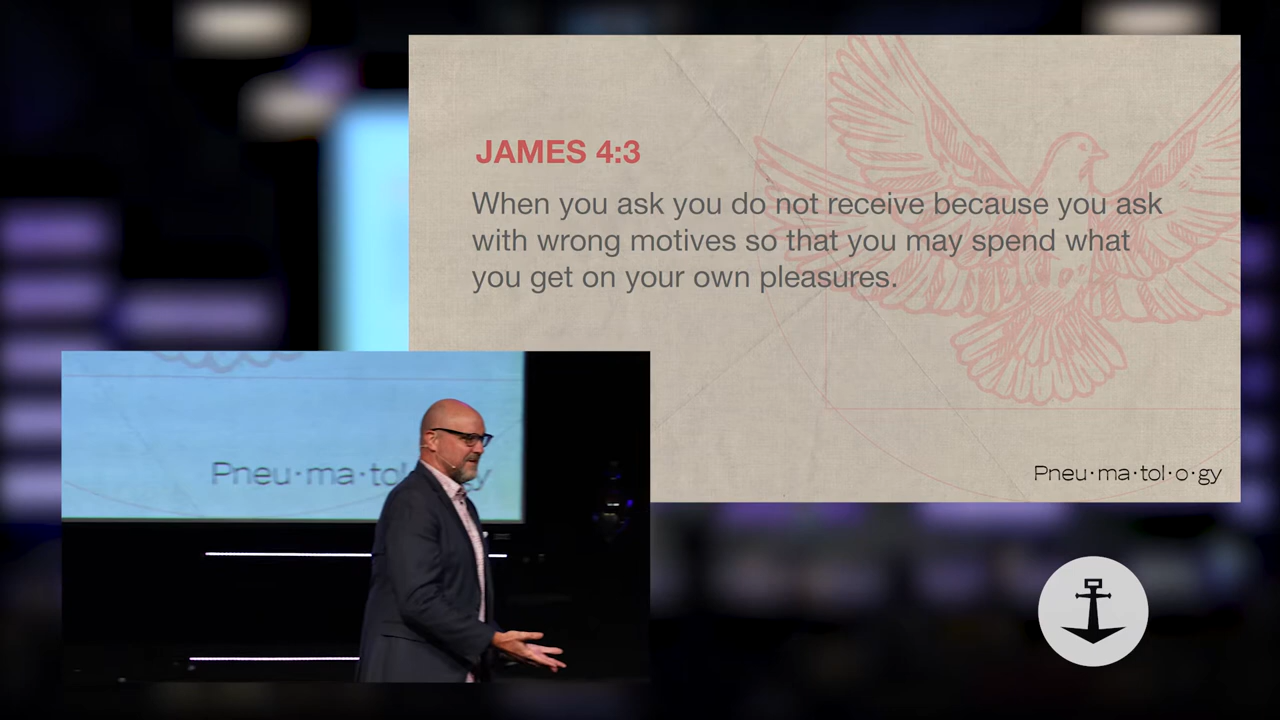 JAMES 4:3
When you ask you do not receive because you ask
with wrong motives so that you may spend what
you get on your own pleasures.
Pneu·ma·tol·o·gy
Pneu·ma·tol gy